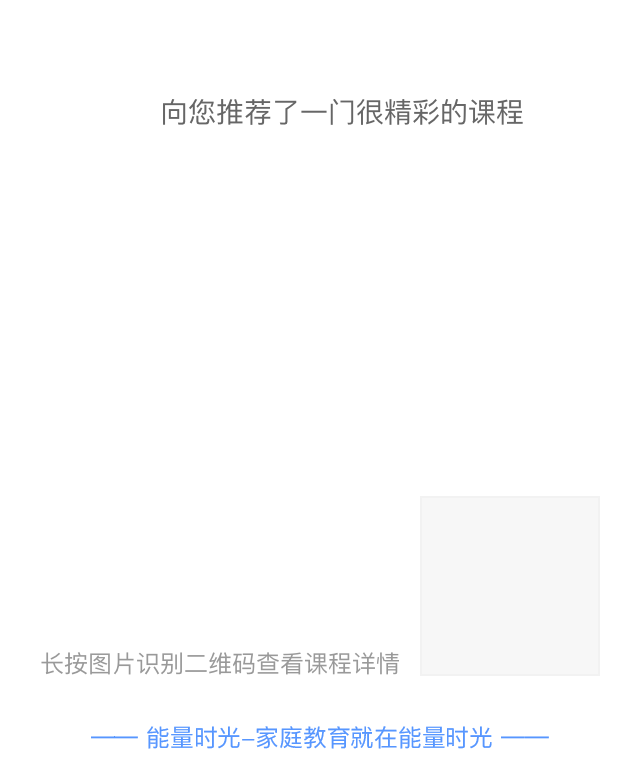 向您推荐了一门很精彩的课程
长按图片识别二维码查看课程详情
—— 能量时光–家庭教育就在能量时光 ——